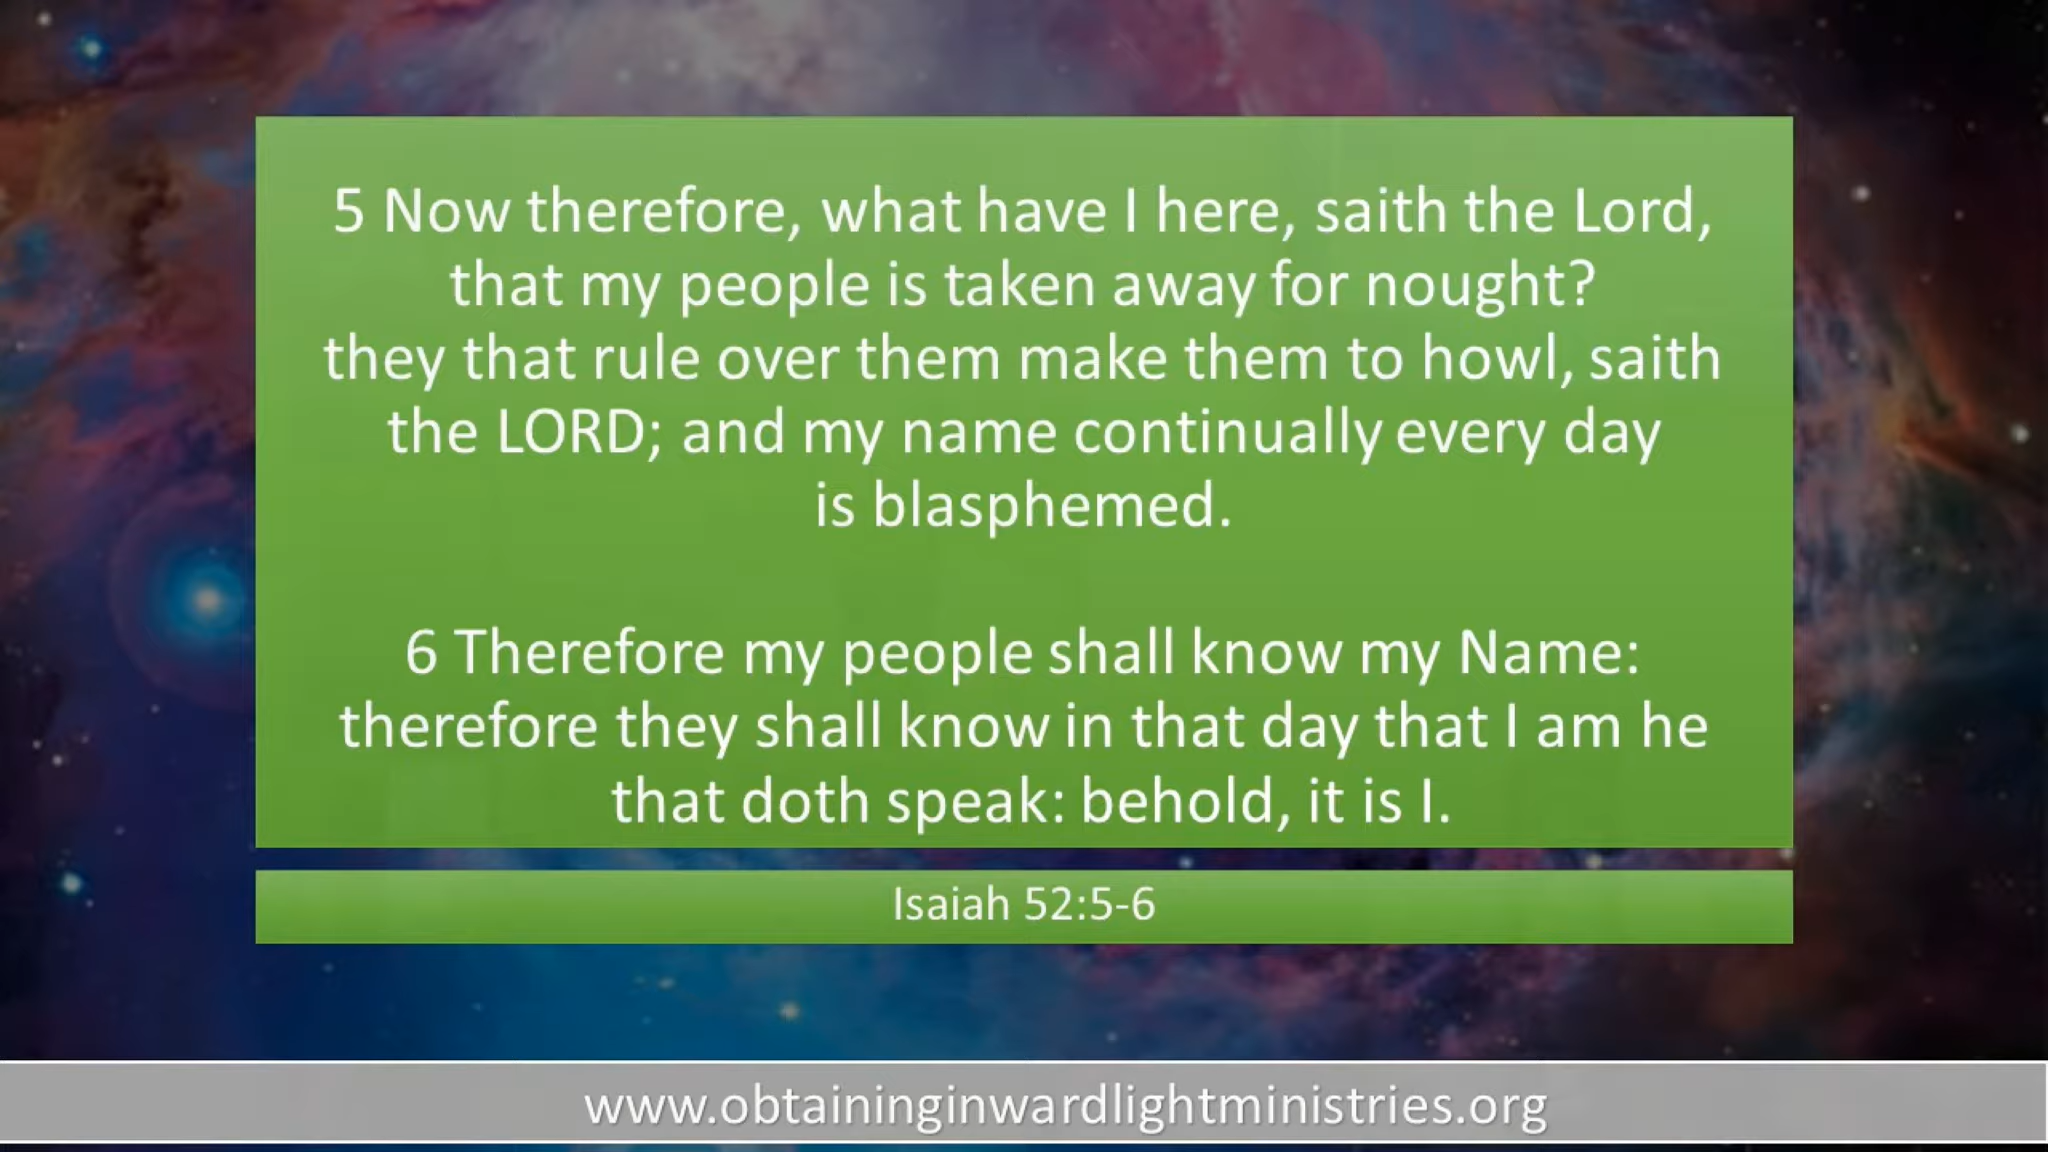 5 Now therefore, what have I here, saith the Lord,
that my people is taken away for nought?
they that rule over them make them to howl, saith
the LORD; and my name continually every day
is blasphemed.
6 Therefore my people shall know my Name:
therefore they shall know in that day that I am he
that doth speak: behold, it is I.
Isaiah 52:5-6
www.obtaininginwardlightministries.org